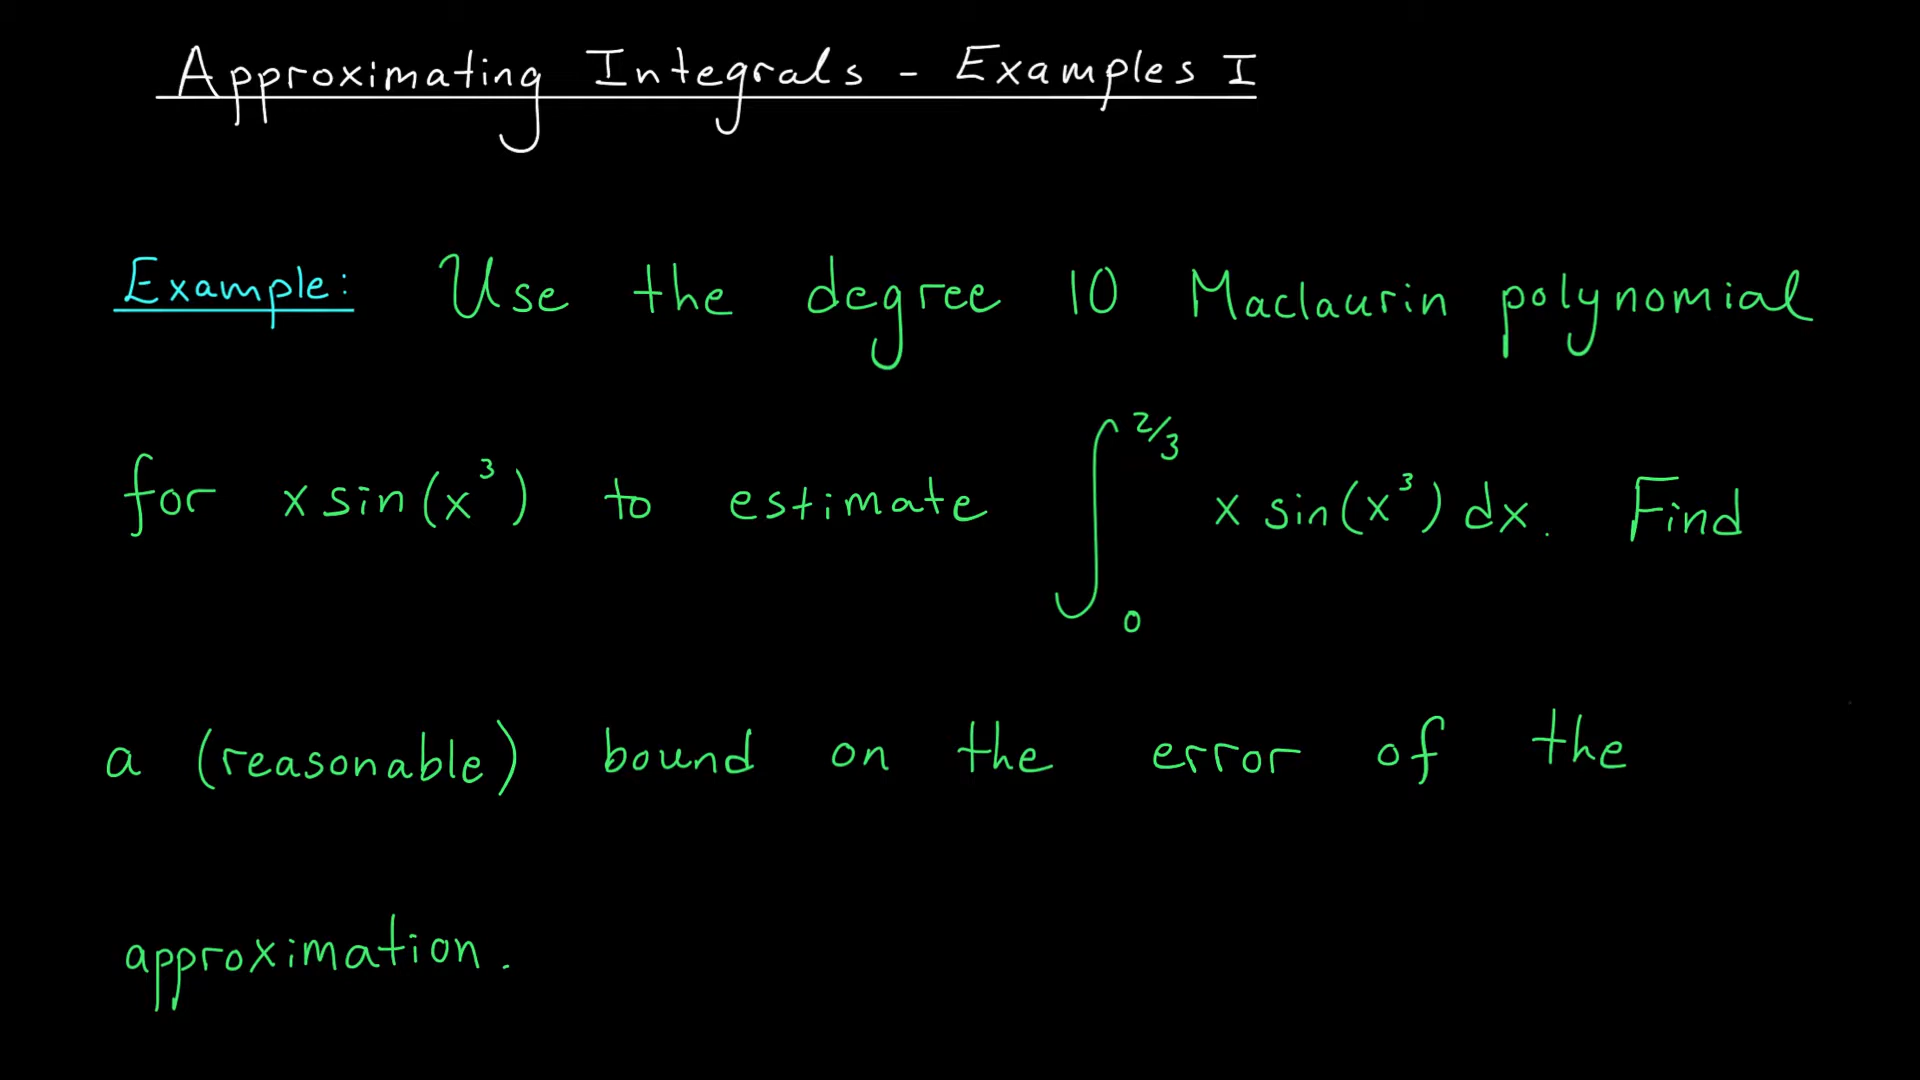 Approximating Integrals - Examples I
Example: Use the degree 10 Maclaurin polynomial
for x sin(x³) to estimate ∫₀^{2/3} x sin(x³) dx. Find
a (reasonable) bound on the error of the
approximation.